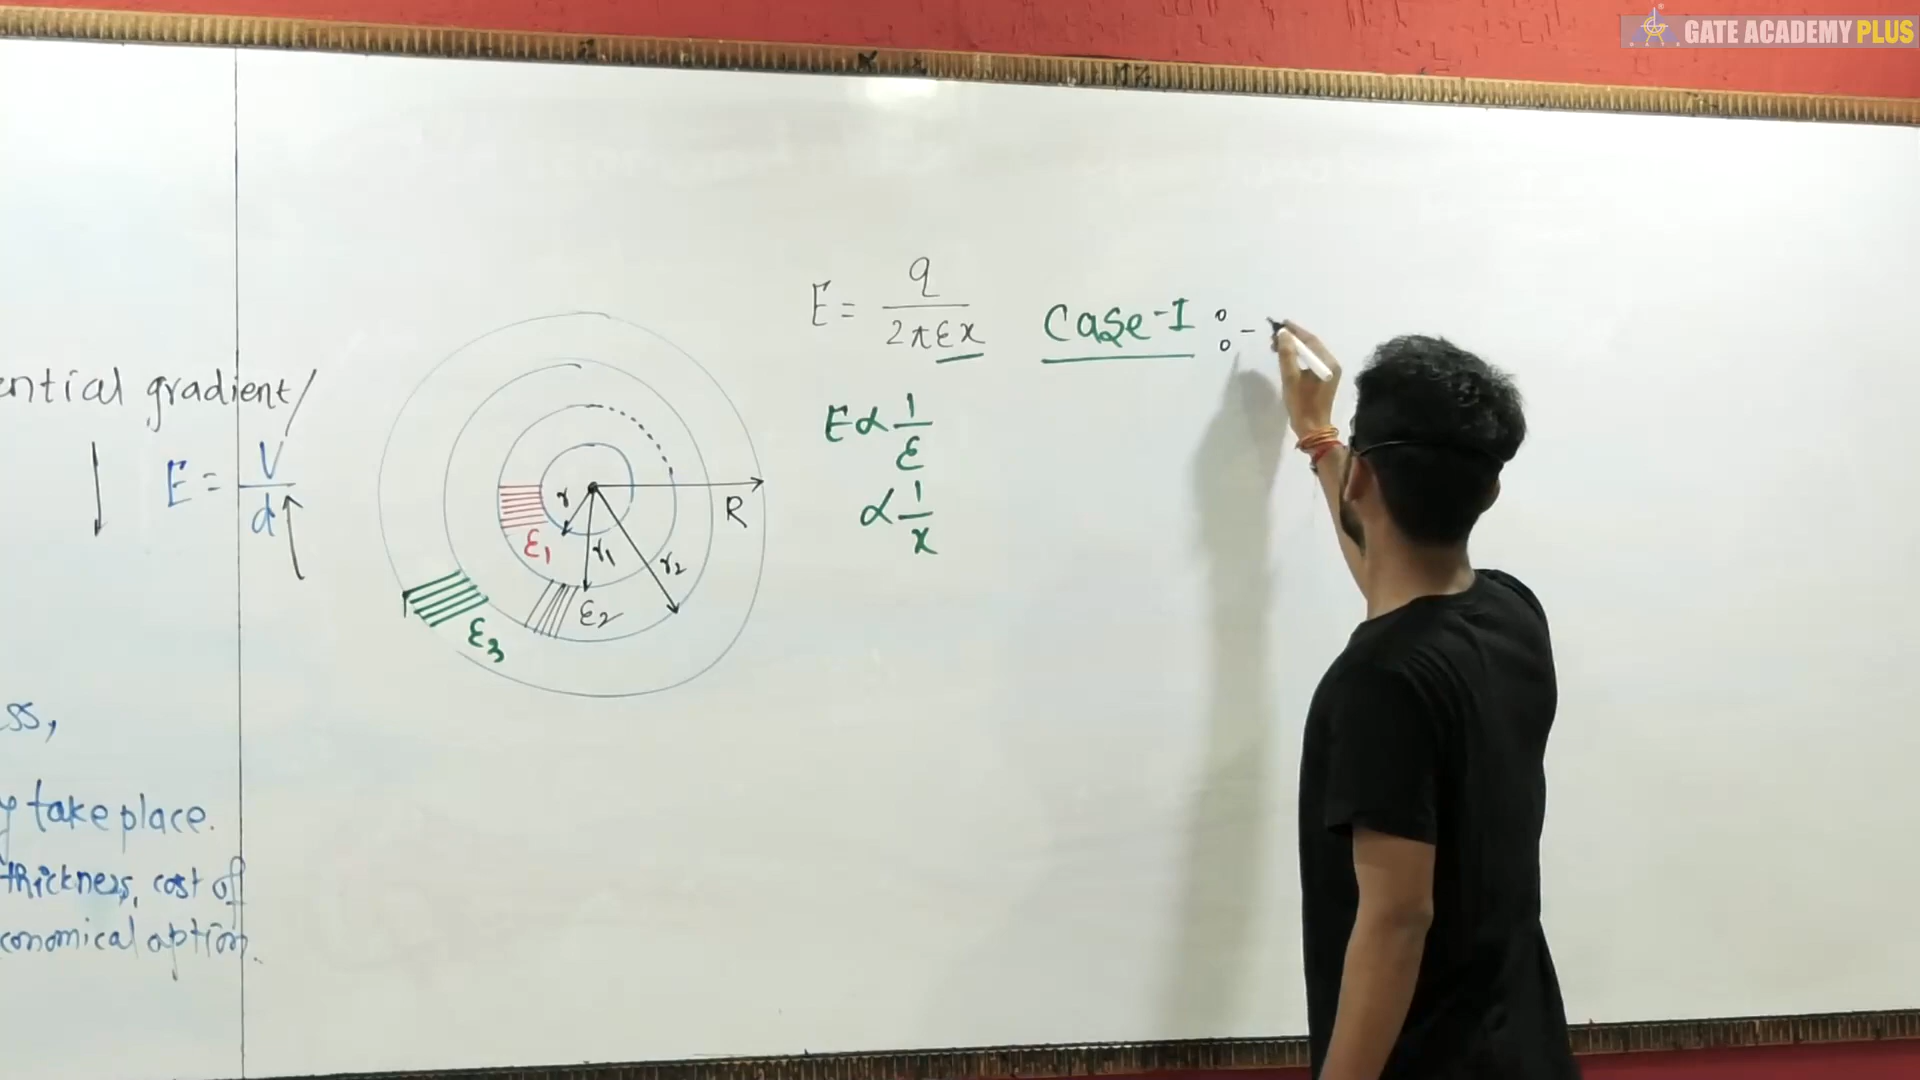 GATE ACADEMY PLUS
ential gradient/
E = V/d
ss,
y take place.
thickness, cost of
conomical option.
r
r1
r2
R
ε1
ε2
ε3
E = q/2πεx
E ∝ 1/ε
∝ 1/x
Case-I :-